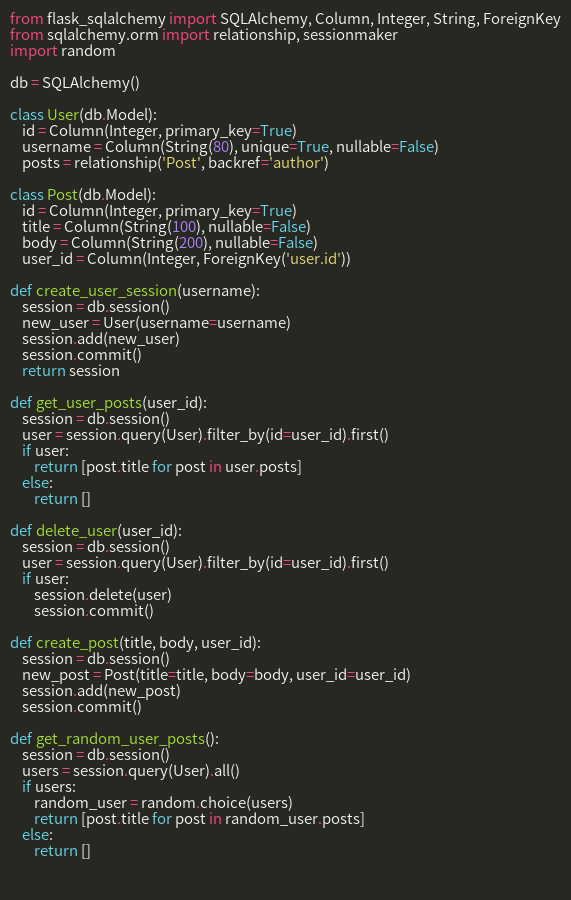 from flask_sqlalchemy import SQLAlchemy, Column, Integer, String, ForeignKey
from sqlalchemy.orm import relationship, sessionmaker
import random

db = SQLAlchemy()

class User(db.Model):
    id = Column(Integer, primary_key=True)
    username = Column(String(80), unique=True, nullable=False)
    posts = relationship('Post', backref='author')

class Post(db.Model):
    id = Column(Integer, primary_key=True)
    title = Column(String(100), nullable=False)
    body = Column(String(200), nullable=False)
    user_id = Column(Integer, ForeignKey('user.id'))

def create_user_session(username):
    session = db.session()
    new_user = User(username=username)
    session.add(new_user)
    session.commit()
    return session

def get_user_posts(user_id):
    session = db.session()
    user = session.query(User).filter_by(id=user_id).first()
    if user:
        return [post.title for post in user.posts]
    else:
        return []

def delete_user(user_id):
    session = db.session()
    user = session.query(User).filter_by(id=user_id).first()
    if user:
        session.delete(user)
        session.commit()

def create_post(title, body, user_id):
    session = db.session()
    new_post = Post(title=title, body=body, user_id=user_id)
    session.add(new_post)
    session.commit()

def get_random_user_posts():
    session = db.session()
    users = session.query(User).all()
    if users:
        random_user = random.choice(users)
        return [post.title for post in random_user.posts]
    else:
        return []